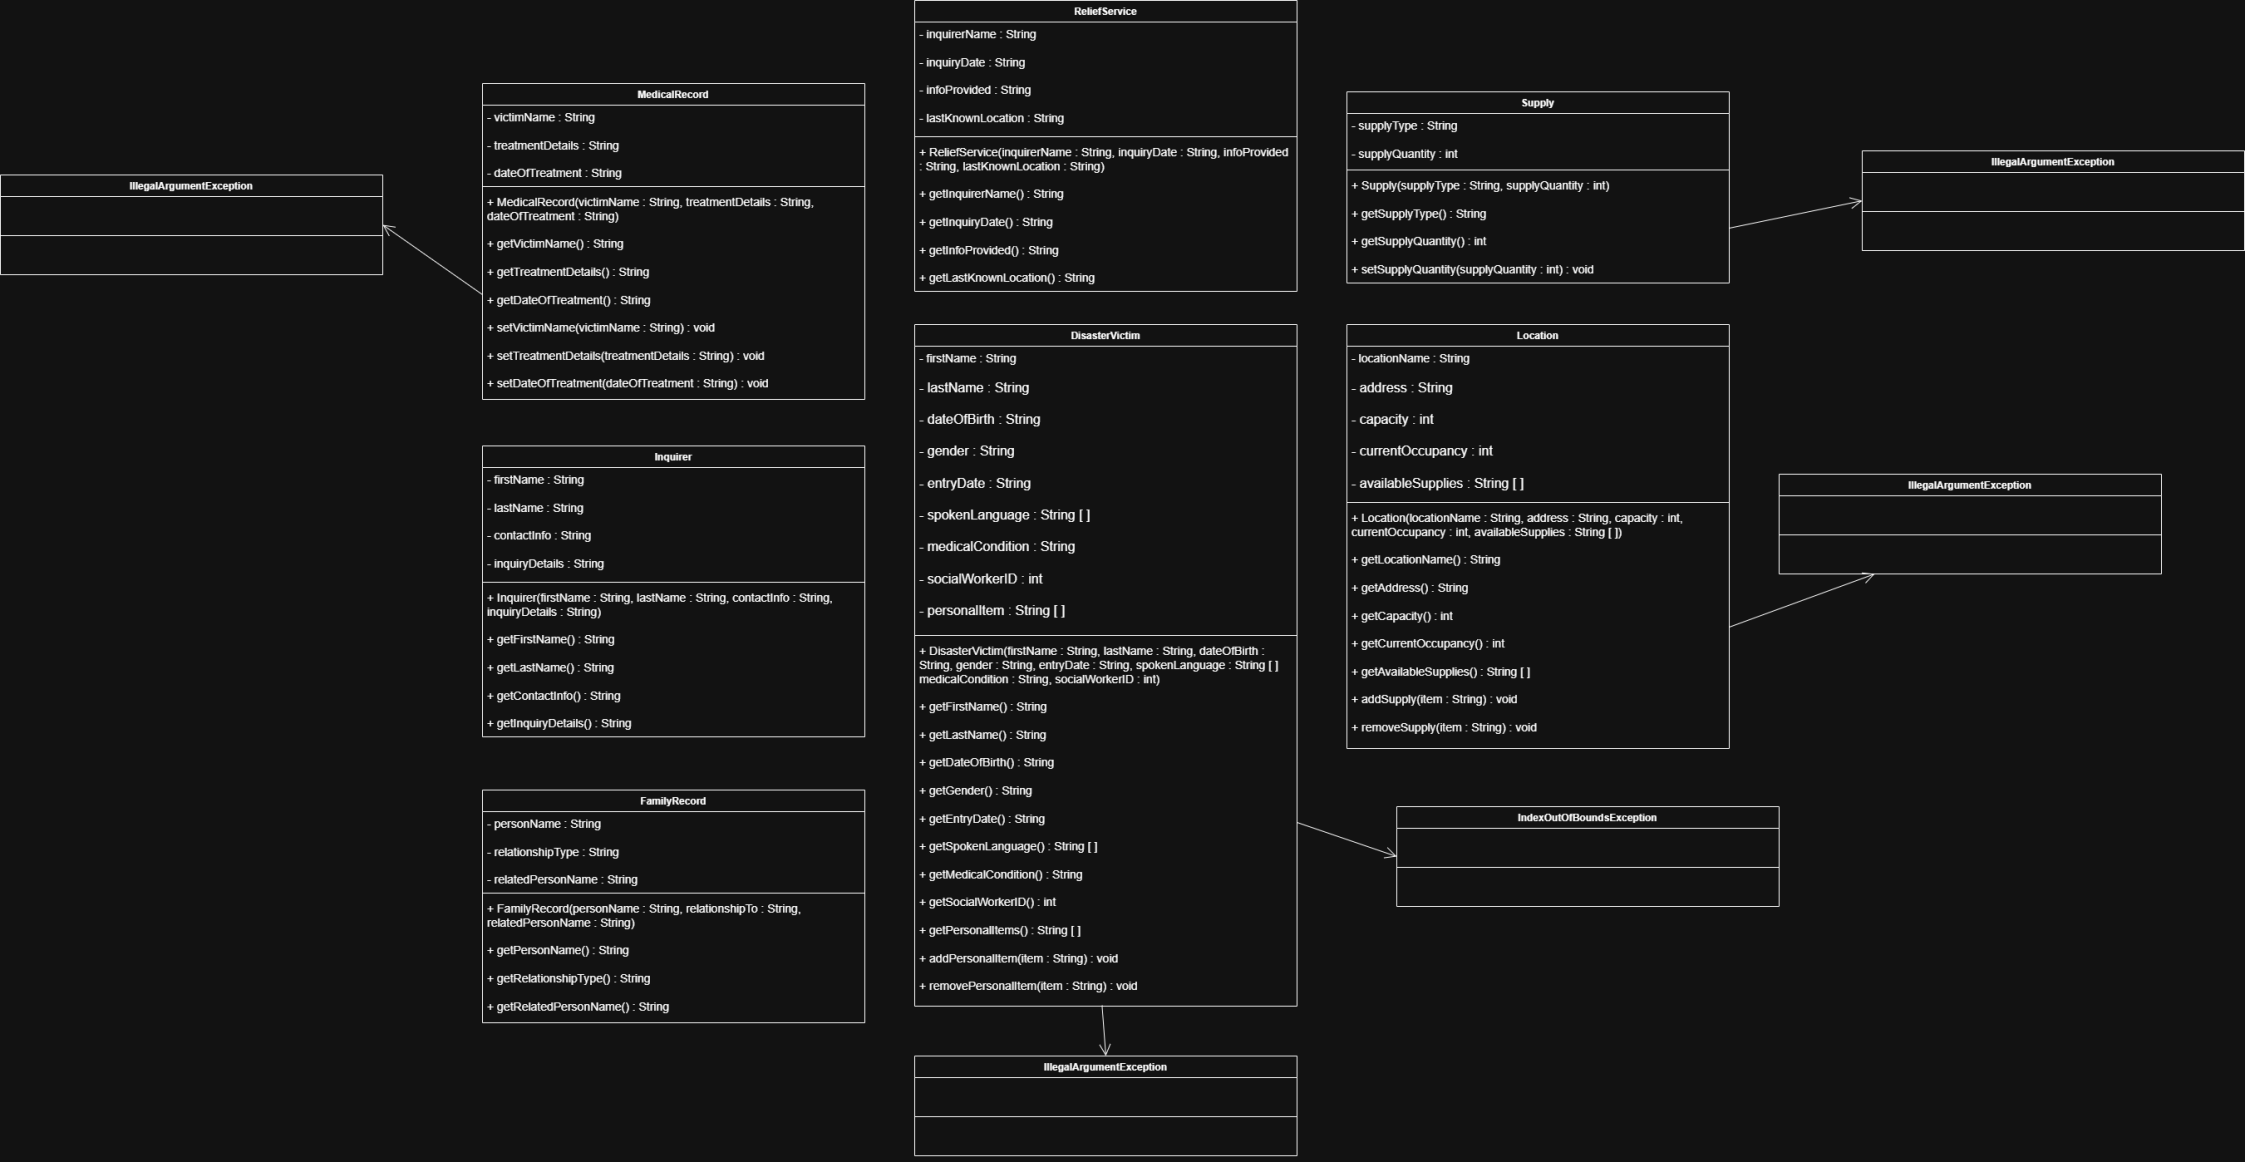 ReliefService
- inquirerName : String
- inquiryDate : String
- infoProvided : String
- lastKnownLocation : String
+ ReliefService(inquirerName : String, inquiryDate : String, infoProvided
: String, lastKnownLocation : String)
+ getInquirerName() : String
+ getInquiryDate() : String
+ getInfoProvided() : String
+ getLastKnownLocation() : String
MedicalRecord
- victimName : String
- treatmentDetails : String
- dateOfTreatment : String
+ MedicalRecord(victimName : String, treatmentDetails : String,
dateOfTreatment : String)
+ getVictimName() : String
+ getTreatmentDetails() : String
+ getDateOfTreatment() : String
+ setVictimName(victimName : String) : void
+ setTreatmentDetails(treatmentDetails : String) : void
+ setDateOfTreatment(dateOfTreatment : String) : void
Supply
- supplyType : String
- supplyQuantity : int
+ Supply(supplyType : String, supplyQuantity : int)
+ getSupplyType() : String
+ getSupplyQuantity() : int
+ setSupplyQuantity(supplyQuantity : int) : void
IllegalArgumentException
IllegalArgumentException
DisasterVictim
- firstName : String
- lastName : String
- dateOfBirth : String
- gender : String
- entryDate : String
- spokenLanguage : String [ ]
- medicalCondition : String
- socialWorkerID : int
- personalItem : String [ ]
+ DisasterVictim(firstName : String, lastName : String, dateOfBirth :
String, gender : String, entryDate : String, spokenLanguage : String [ ]
medicalCondition : String, socialWorkerID : int)
+ getFirstName() : String
+ getLastName() : String
+ getDateOfBirth() : String
+ getGender() : String
+ getEntryDate() : String
+ getSpokenLanguage() : String [ ]
+ getMedicalCondition() : String
+ getSocialWorkerID() : int
+ getPersonalItems() : String [ ]
+ addPersonalItem(item : String) : void
+ removePersonalItem(item : String) : void
Location
- locationName : String
- address : String
- capacity : int
- currentOccupancy : int
- availableSupplies : String [ ]
+ Location(locationName : String, address : String, capacity : int,
currentOccupancy : int, availableSupplies : String [ ])
+ getLocationName() : String
+ getAddress() : String
+ getCapacity() : int
+ getCurrentOccupancy() : int
+ getAvailableSupplies() : String [ ]
+ addSupply(item : String) : void
+ removeSupply(item : String) : void
IllegalArgumentException
Inquirer
- firstName : String
- lastName : String
- contactInfo : String
- inquiryDetails : String
+ Inquirer(firstName : String, lastName : String, contactInfo : String,
inquiryDetails : String)
+ getFirstName() : String
+ getLastName() : String
+ getContactInfo() : String
+ getInquiryDetails() : String
FamilyRecord
- personName : String
- relationshipType : String
- relatedPersonName : String
+ FamilyRecord(personName : String, relationshipTo : String,
relatedPersonName : String)
+ getPersonName() : String
+ getRelationshipType() : String
+ getRelatedPersonName() : String
IndexOutOfBoundsException
IllegalArgumentException